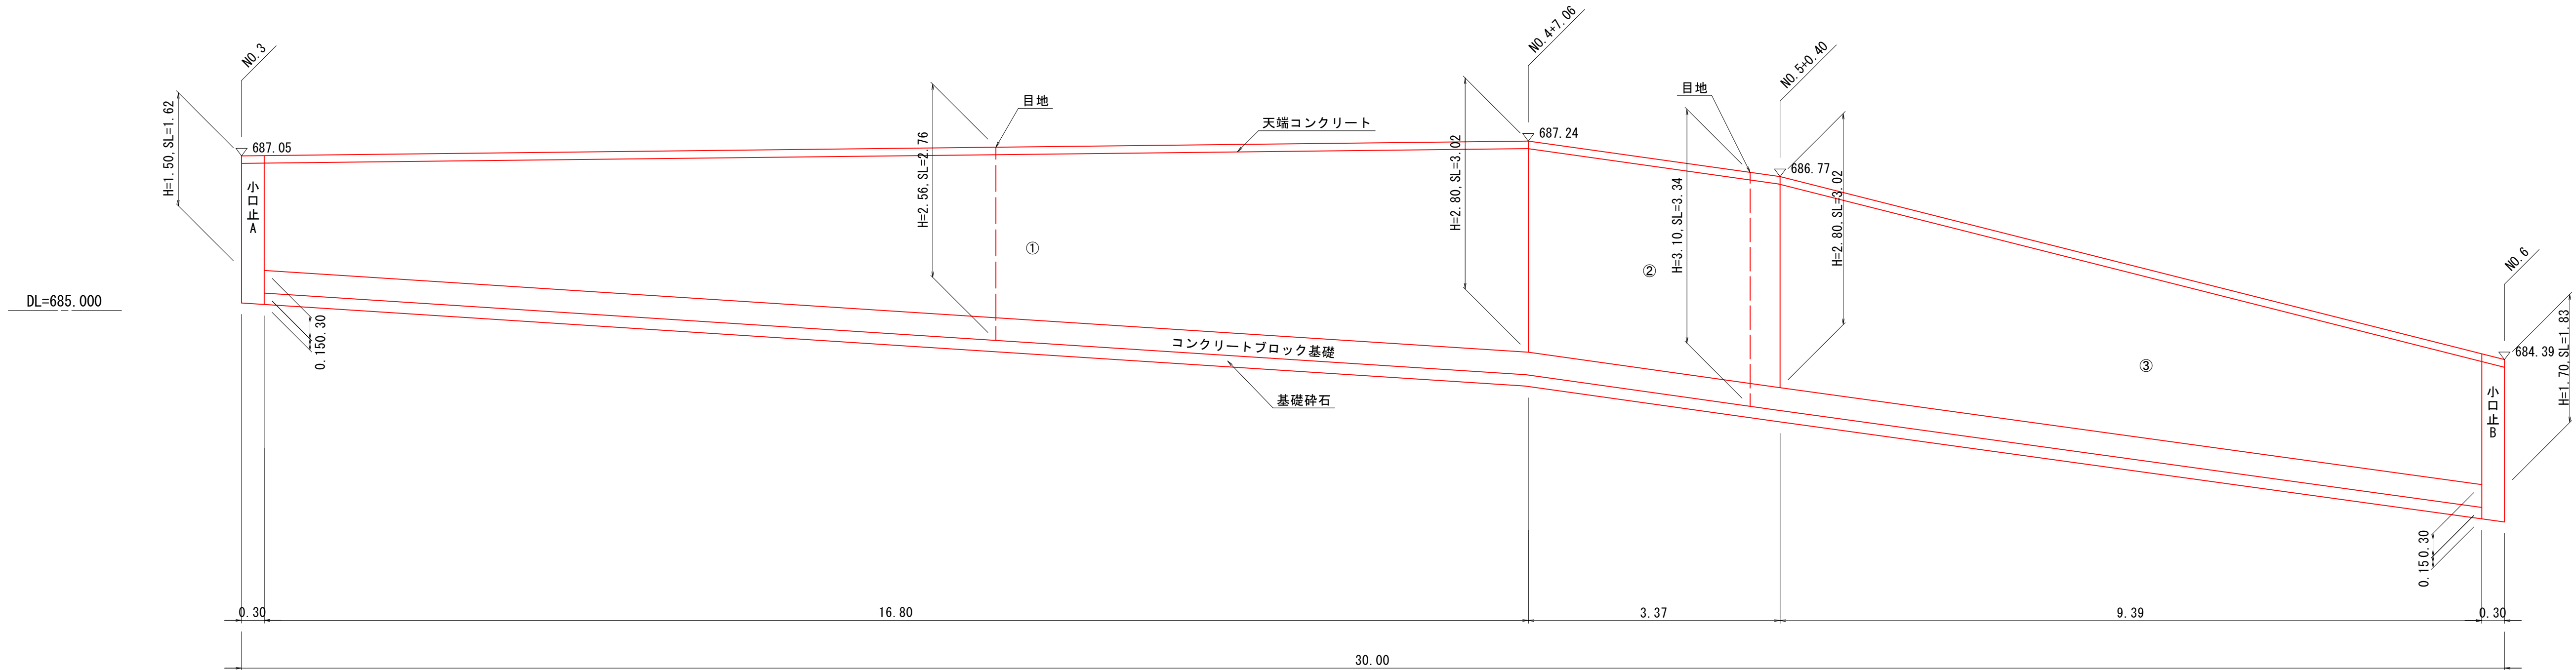 NO.3
NO.4+7.06
NO.5+0.40
NO.6
H=1.50,SL=1.62
687.05
小口止A
目地
H=2.56,SL=2.76
①
天端コンクリート
H=2.80,SL=3.02
687.24
目地
H=3.10,SL=3.34
②
686.77
H=2.80,SL=3.02
③
684.39
H=1.70,SL=1.83
小口止B
DL=685.000
0.15
0.30
コンクリートブロック基礎
基礎砕石
0.15
0.30
0.30
16.80
3.37
9.39
0.30
30.00